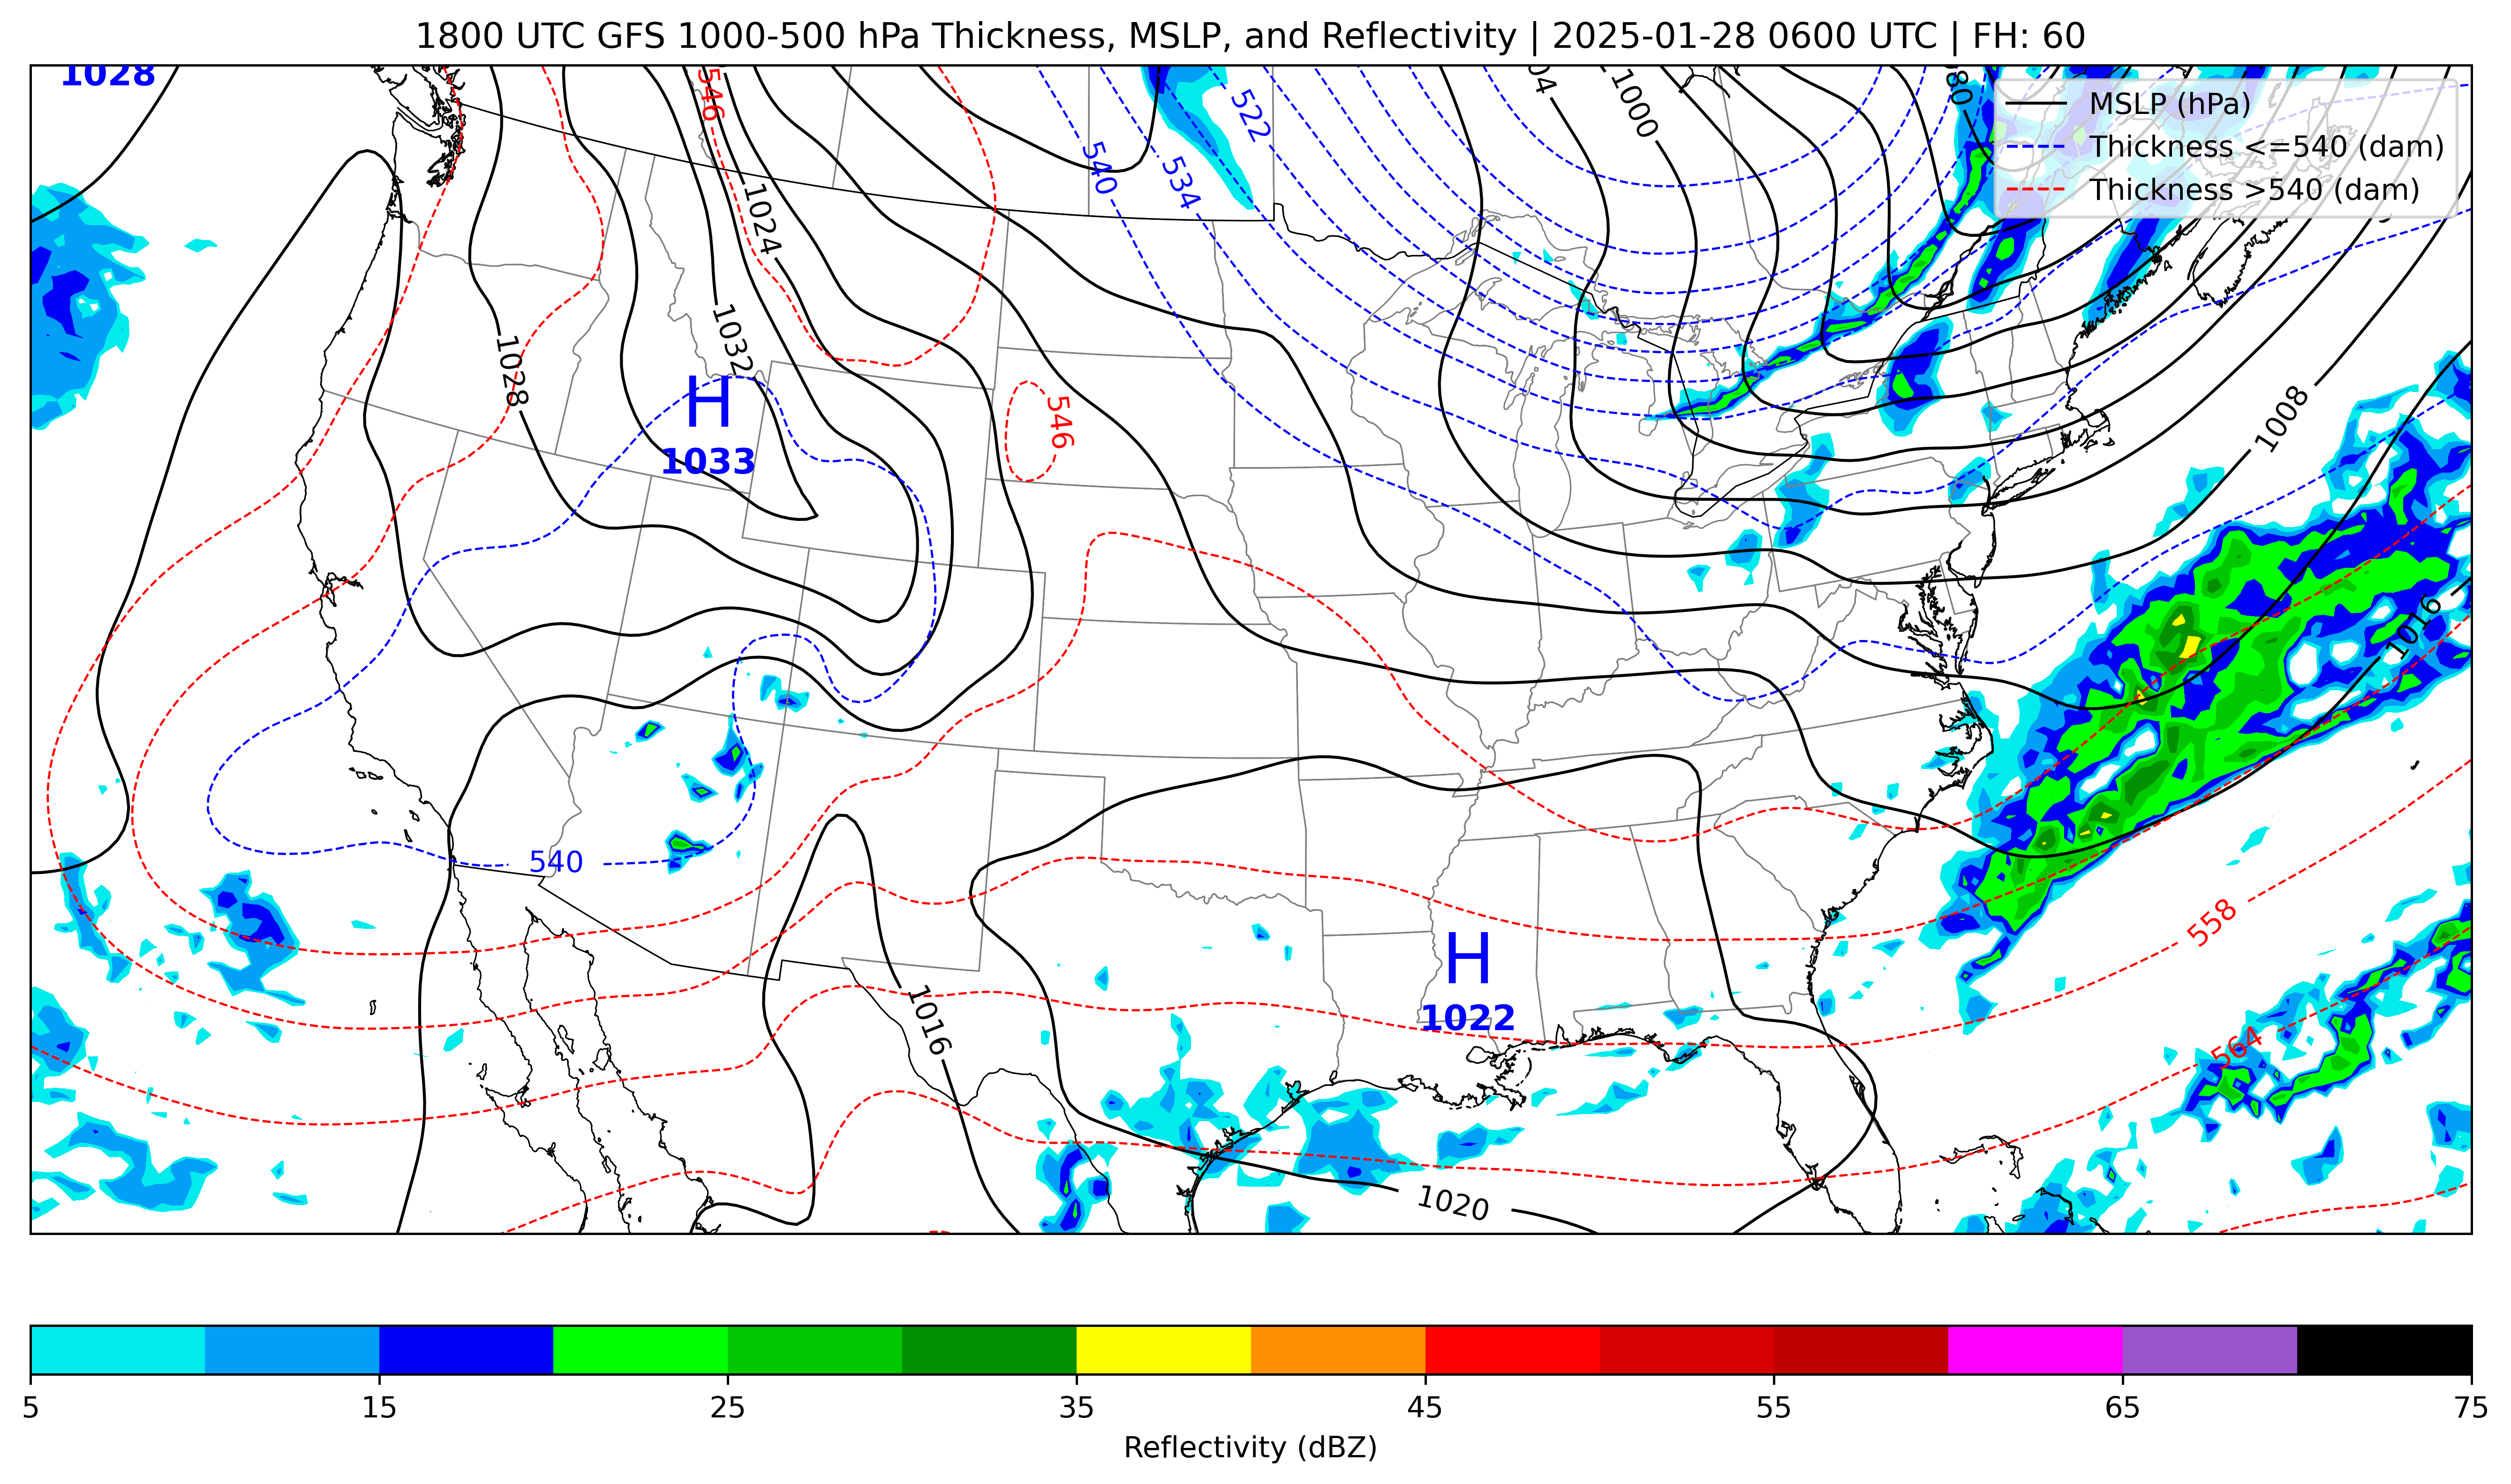 1800 UTC GFS 1000-500 hPa Thickness, MSLP, and Reflectivity | 2025-01-28 0600 UTC | FH: 60
1028
546
522
1000
MSLP (hPa)
Thickness <=540 (dam)
Thickness >540 (dam)
540
534
1024
1032
1028
H
1033
546
1008
1016
540
558
H
1022
1016
564
1020
5 15 25 35 45 55 65 75
Reflectivity (dBZ)